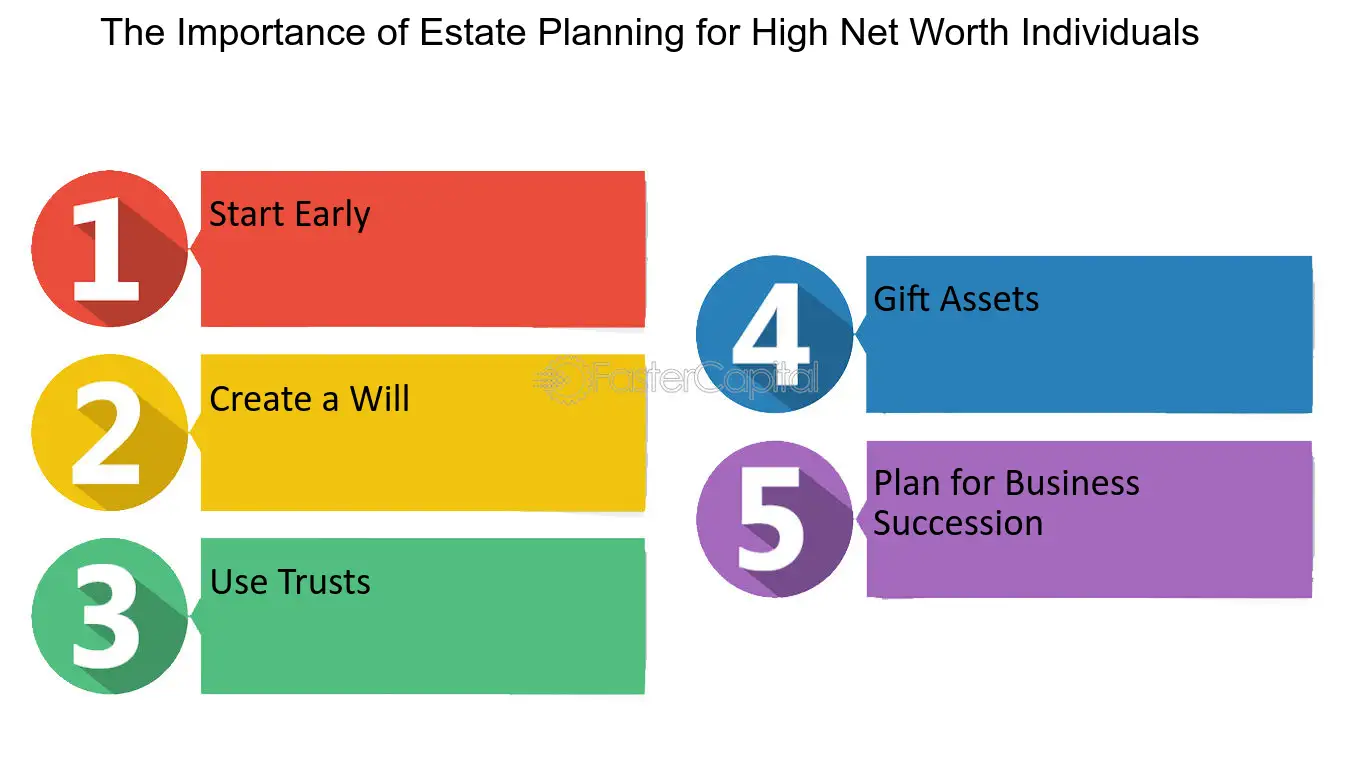 The Importance of Estate Planning for High Net Worth Individuals
1
Start Early
2
Create a Will
3
Use Trusts
4
Gift Assets
5
Plan for Business
Succession
FasterCapital